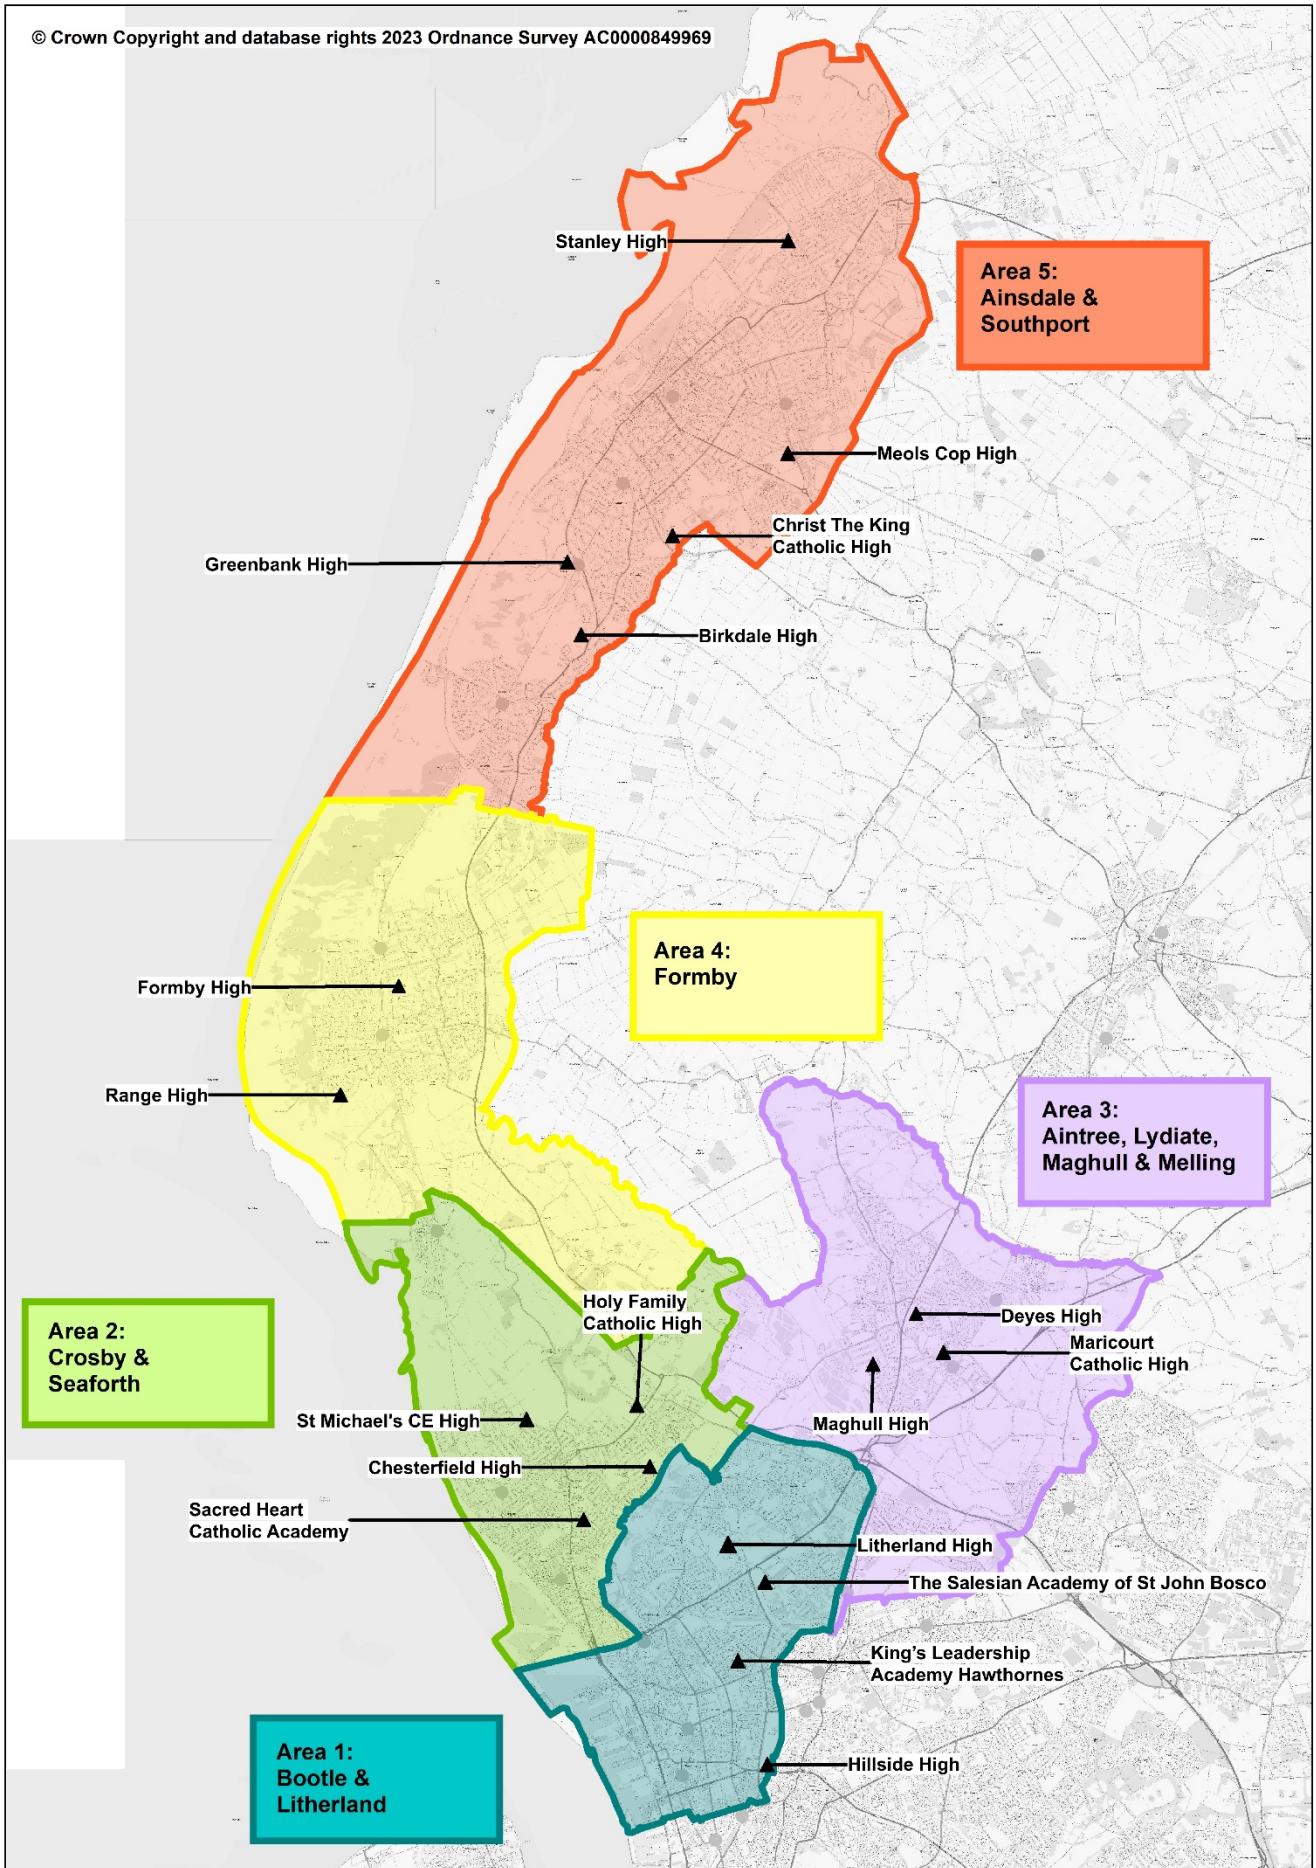 © Crown Copyright and database rights 2023 Ordnance Survey AC0000849969
Stanley High
Area 5:
Ainsdale &
Southport
Meols Cop High
Christ The King
Catholic High
Greenbank High
Birkdale High
Area 4:
Formby
Formby High
Range High
Area 3:
Aintree, Lydiate,
Maghull & Melling
Holy Family
Catholic High
Deyes High
Area 2:
Crosby &
Seaforth
Maricourt
Catholic High
St Michael's CE High
Maghull High
Chesterfield High
Sacred Heart
Catholic Academy
Litherland High
The Salesian Academy of St John Bosco
King's Leadership
Academy Hawthornes
Area 1:
Bootle &
Litherland
Hillside High